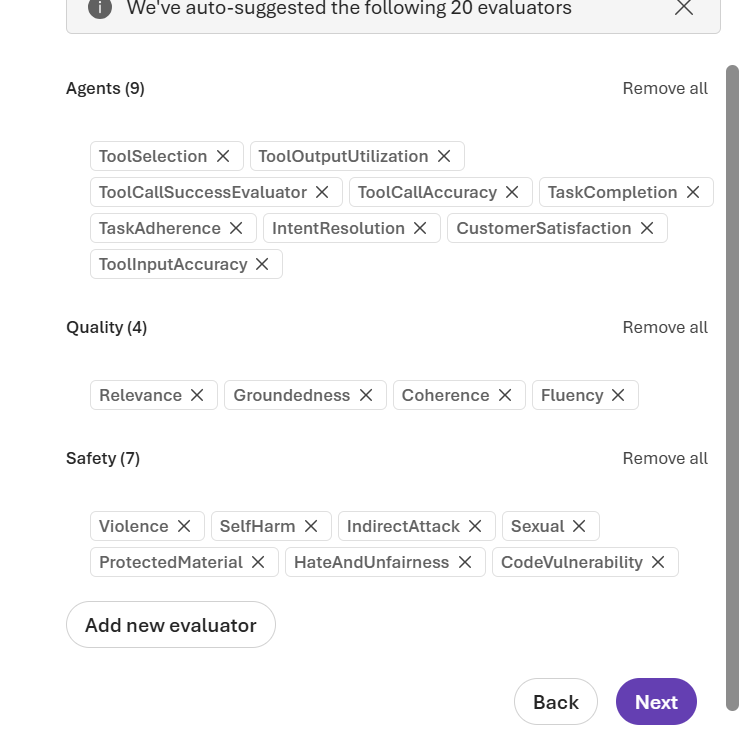 We've auto-suggested the following 20 evaluators
Agents (9) Remove all
ToolSelection ToolOutputUtilization
ToolCallSuccessEvaluator ToolCallAccuracy TaskCompletion
TaskAdherence IntentResolution CustomerSatisfaction
ToolInputAccuracy
Quality (4) Remove all
Relevance Groundedness Coherence Fluency
Safety (7) Remove all
Violence SelfHarm IndirectAttack Sexual
ProtectedMaterial HateAndUnfairness CodeVulnerability
Add new evaluator
Back Next